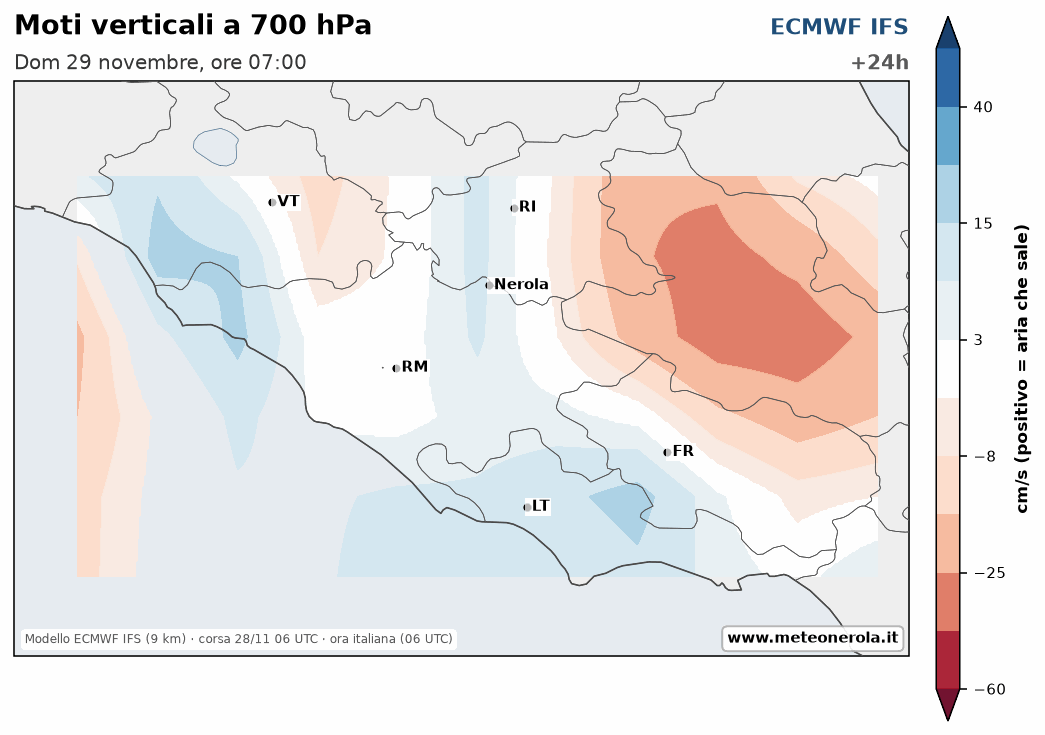 Moti verticali a 700 hPa
ECMWF IFS
Dom 29 novembre, ore 07:00
+24h
VT
RI
Nerola
RM
FR
LT
40
15
3
−8
−25
−60
cm/s (positivo = aria che sale)
Modello ECMWF IFS (9 km) · corsa 28/11 06 UTC · ora italiana (06 UTC)
www.meteonerola.it